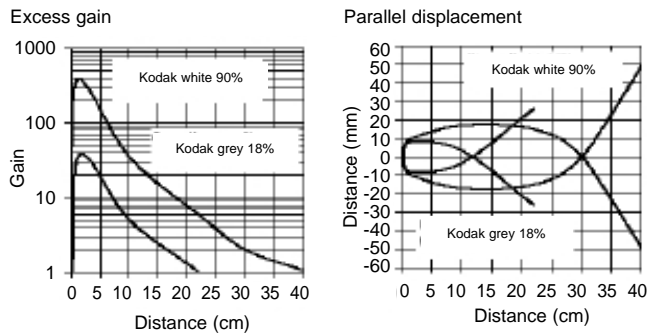 Excess gain
1000
100
10
1
Gain
Kodak white 90%
Kodak grey 18%
0 5 10 15 20 25 30 35 40
Distance (cm)
Parallel displacement
60
50
40
30
20
10
0
-10
-20
-30
-40
-50
-60
Distance (mm)
Kodak white 90%
Kodak grey 18%
0 5 10 15 20 25 30 35 40
Distance (cm)